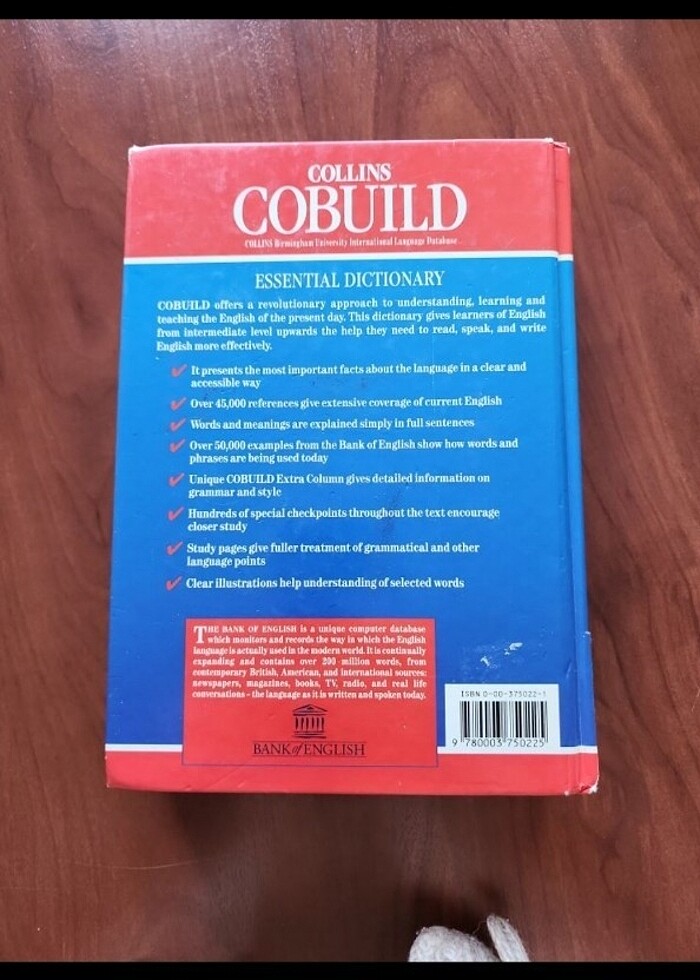 COLLINS
COBUILD
COLLINS Birmingham University International Language Database
ESSENTIAL DICTIONARY
COBUILD offers a revolutionary approach to understanding, learning and
teaching the English of the present day. This dictionary gives learners of English
from intermediate level upwards the help they need to read, speak, and write
English more effectively.
It presents the most important facts about the language in a clear and
accessible way
Over 45,000 references give extensive coverage of current English
Words and meanings are explained simply in full sentences
Over 50,000 examples from the Bank of English show how words and
phrases are being used today
Unique COBUILD Extra Column gives detailed information on
grammar and style
Hundreds of special checkpoints throughout the text encourage
closer study
Study pages give fuller treatment of grammatical and other
language points
Clear illustrations help understanding of selected words
THE BANK OF ENGLISH is a unique computer database
which monitors and records the way in which the English
language is actually used in the modern world. It is continually
expanding and contains over 200 million words, from
contemporary British, American, and international sources:
newspapers, magazines, books, TV, radio, and real life
conversations – the language as it is written and spoken today.
BANK of ENGLISH
ISBN 0-00-375022-1
9 780003 750225